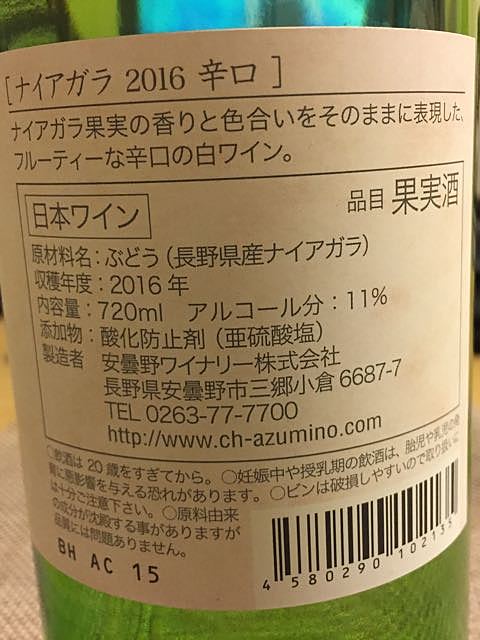 [ ナイアガラ 2016 辛口 ]
ナイアガラ果実の香りと色合いをそのままに表現した、
フルーティーな辛口の白ワイン。
日本ワイン
品目 果実酒
原材料名：ぶどう（長野県産ナイアガラ）
収穫年度：2016年
内容量：720ml アルコール分：11%
添加物：酸化防止剤（亜硫酸塩）
製造者 安曇野ワイナリー株式会社
長野県安曇野市三郷小倉 6687-7
TEL 0263-77-7700
http://www.ch-azumino.com
○飲酒は 20 歳をすぎてから。○妊娠中や授乳期の飲酒は、胎児や乳児の発
育に悪影響を与える恐れがあります。○ビンは破損しやすいので取り扱いに
は十分ご注意下さい。○原料由来
の成分が沈殿する事がありますが
品質には問題ありません。
BH AC 15
4 580290 102135